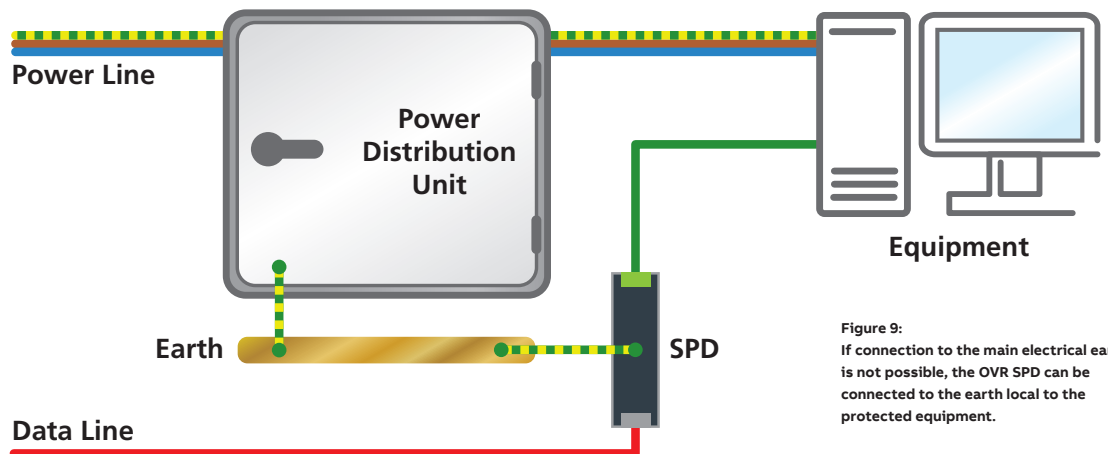 Power Line
Power
Distribution
Unit
Equipment
Earth
SPD
Figure 9:
If connection to the main electrical ear
is not possible, the OVR SPD can be
connected to the earth local to the
protected equipment.
Data Line